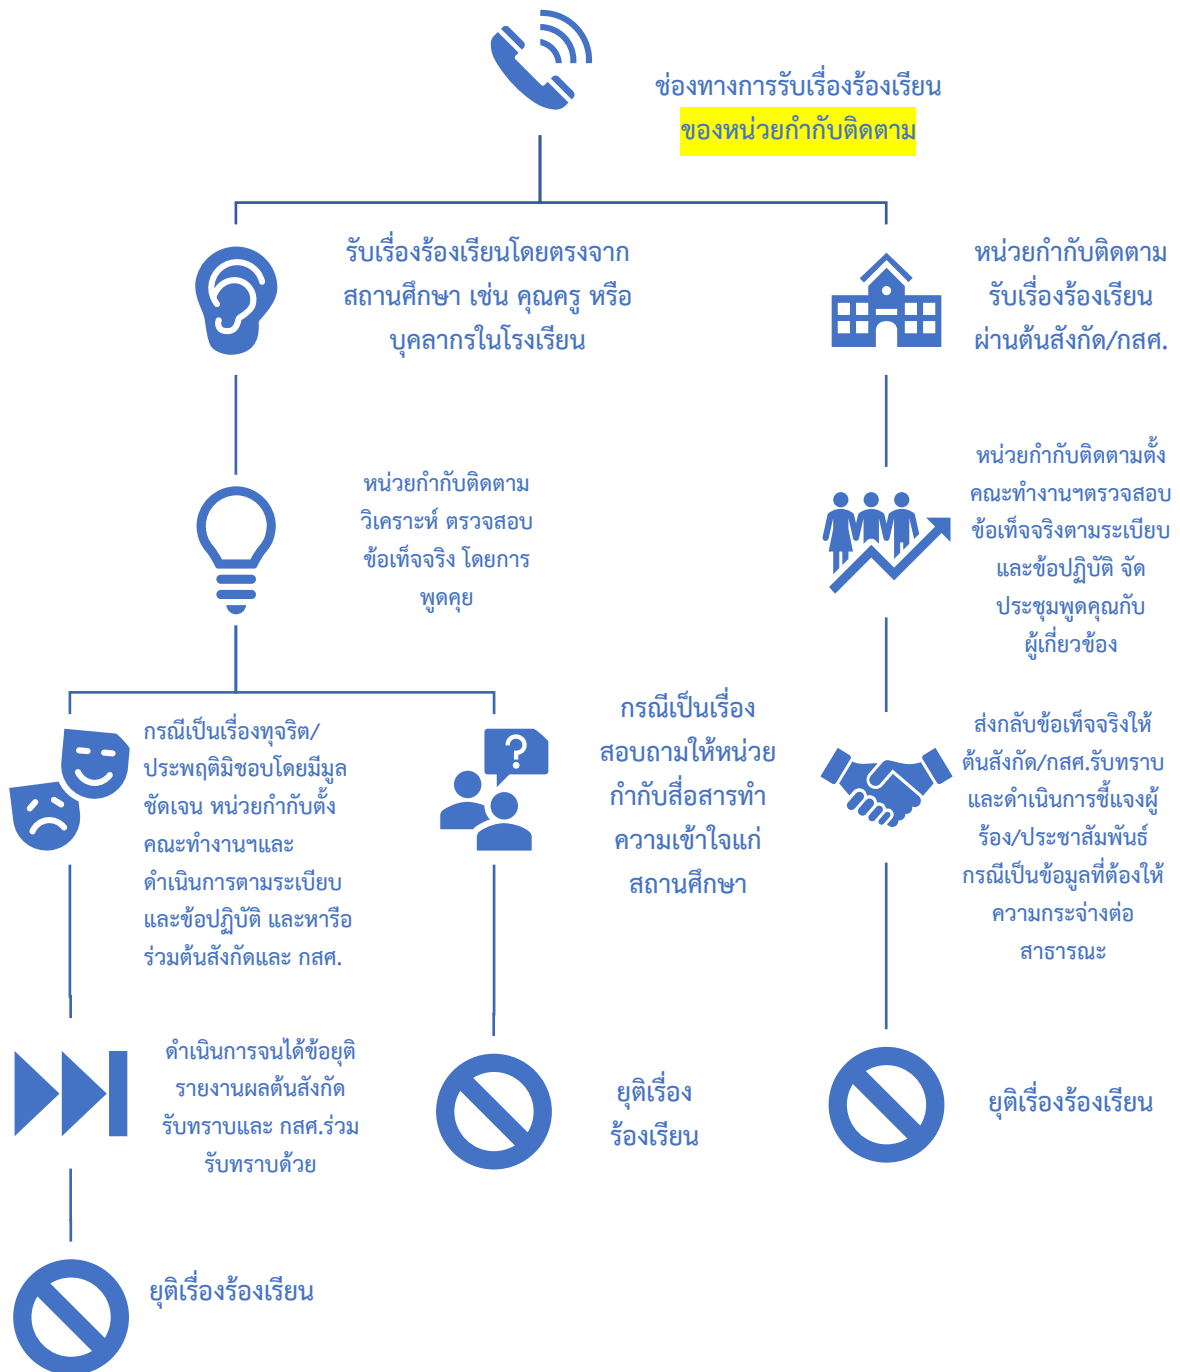 ช่องทางการรับเรื่องร้องเรียน
ของหน่วยกำกับติดตาม
รับเรื่องร้องเรียนโดยตรงจาก
สถานศึกษา เช่น คุณครู หรือ
บุคลากรในโรงเรียน
หน่วยกำกับติดตาม
รับเรื่องร้องเรียน
ผ่านต้นสังกัด/กสศ.
หน่วยกำกับติดตาม
วิเคราะห์ ตรวจสอบ
ข้อเท็จจริง โดยการ
พูดคุย
หน่วยกำกับติดตามตั้ง
คณะทำงานฯตรวจสอบ
ข้อเท็จจริงตามระเบียบ
และข้อปฏิบัติ จัด
ประชุมพูดคุณกับ
ผู้เกี่ยวข้อง
กรณีเป็นเรื่องทุจริต/
ประพฤติมิชอบโดยมีมูล
ชัดเจน หน่วยกำกับตั้ง
คณะทำงานฯและ
ดำเนินการตามระเบียบ
และข้อปฏิบัติ และหารือ
ร่วมต้นสังกัดและ กสศ.
?
กรณีเป็นเรื่อง
สอบถามให้หน่วย
กำกับสื่อสารทำ
ความเข้าใจแก่
สถานศึกษา
ส่งกลับข้อเท็จจริงให้
ต้นสังกัด/กสศ.รับทราบ
และดำเนินการชี้แจงผู้
ร้อง/ประชาสัมพันธ์
กรณีเป็นข้อมูลที่ต้องให้
ความกระจ่างต่อ
สาธารณะ
ดำเนินการจนได้ข้อยุติ
รายงานผลต้นสังกัด
รับทราบและ กสศ.ร่วม
รับทราบด้วย
ยุติเรื่อง
ร้องเรียน
ยุติเรื่องร้องเรียน
ยุติเรื่องร้องเรียน